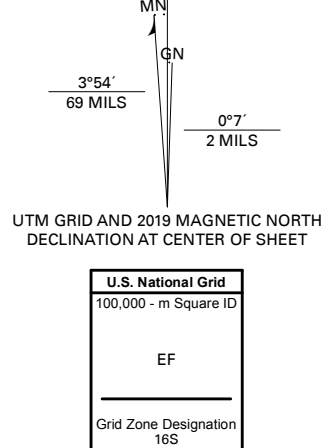 MN
GN
3°54´
69 MILS
0°7´
2 MILS
UTM GRID AND 2019 MAGNETIC NORTH
DECLINATION AT CENTER OF SHEET
U.S. National Grid
100,000 - m Square ID
EF
Grid Zone Designation
16S